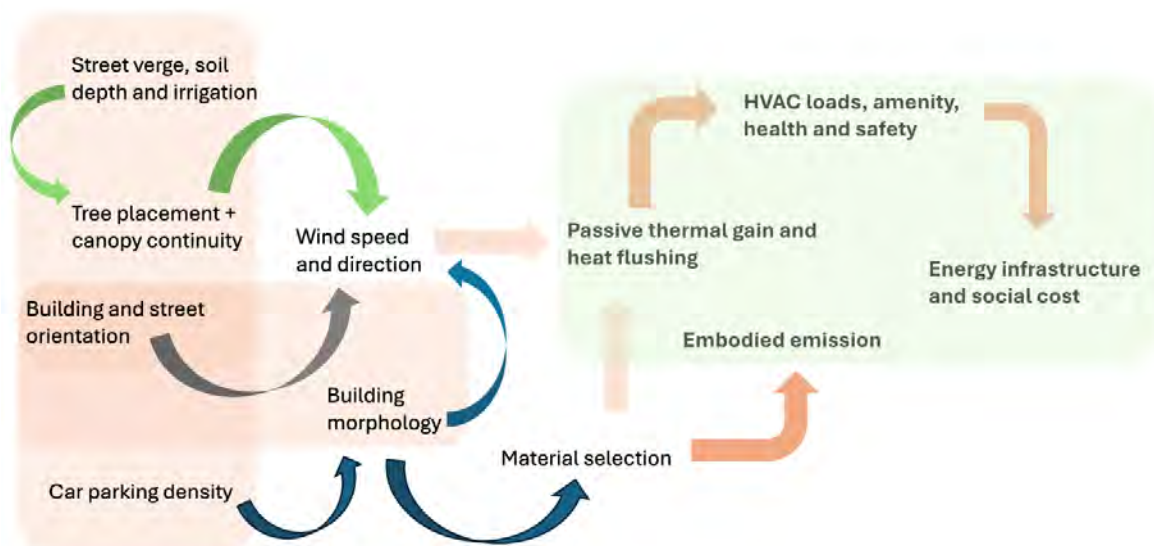 Street verge, soil
depth and irrigation
Tree placement +
canopy continuity
Wind speed
and direction
Building and street
orientation
Building
morphology
Car parking density
Material selection
HVAC loads, amenity,
health and safety
Passive thermal gain and
heat flushing
Energy infrastructure
and social cost
Embodied emission